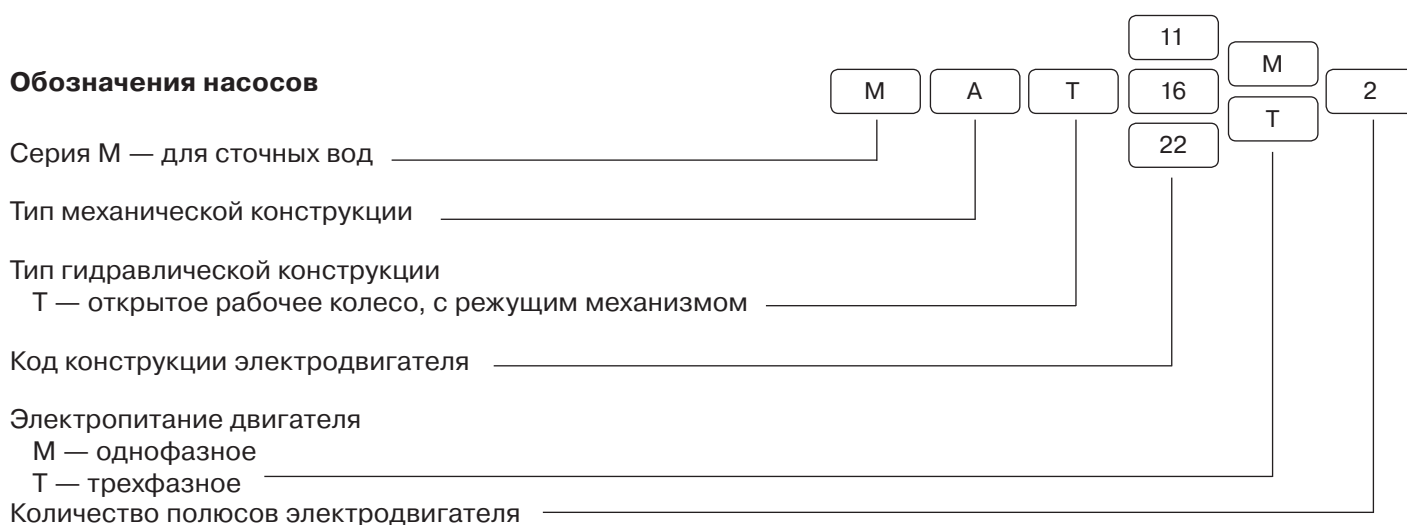 Обозначения насосов
М А Т 11 16 22 М Т 2
Серия М — для сточных вод
Тип механической конструкции
Тип гидравлической конструкции
Т — открытое рабочее колесо, с режущим механизмом
Код конструкции электродвигателя
Электропитание двигателя
М — однофазное
Т — трехфазное
Количество полюсов электродвигателя